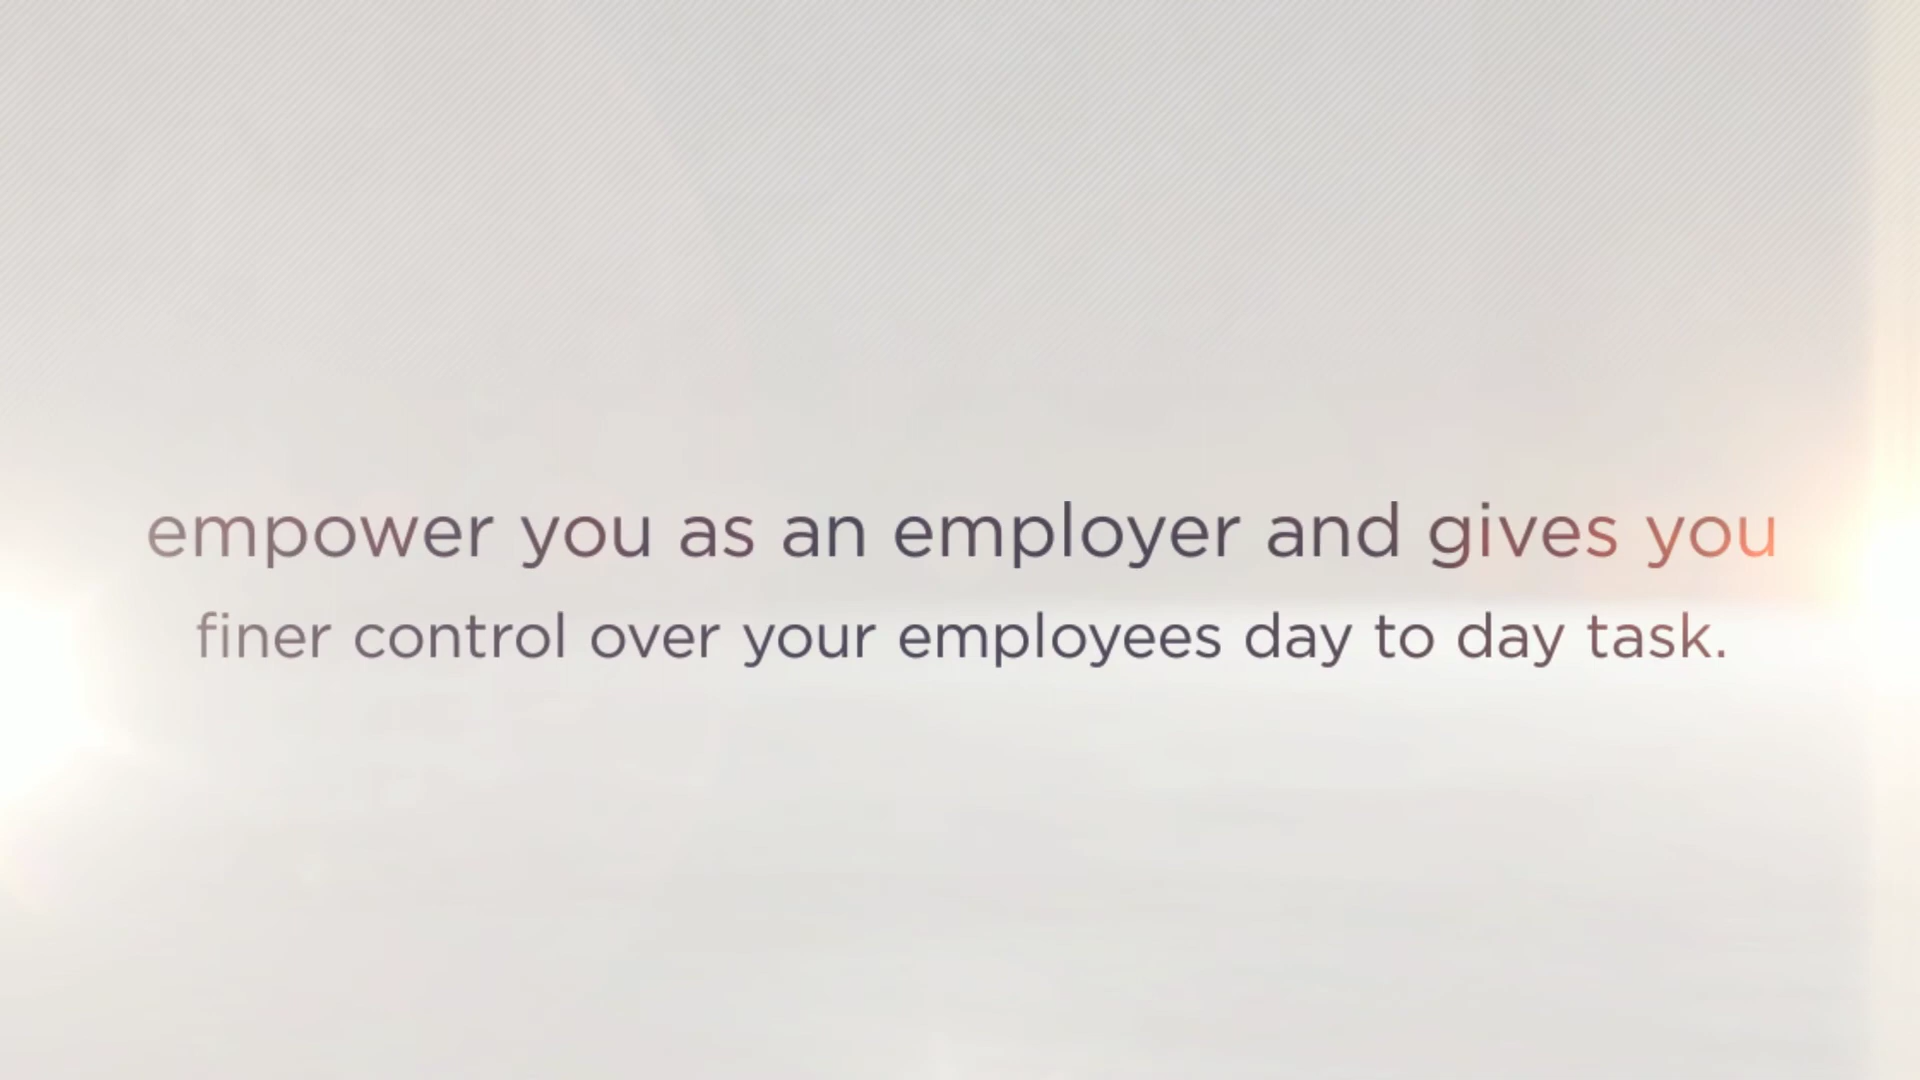 empower you as an employer and gives you
finer control over your employees day to day task.